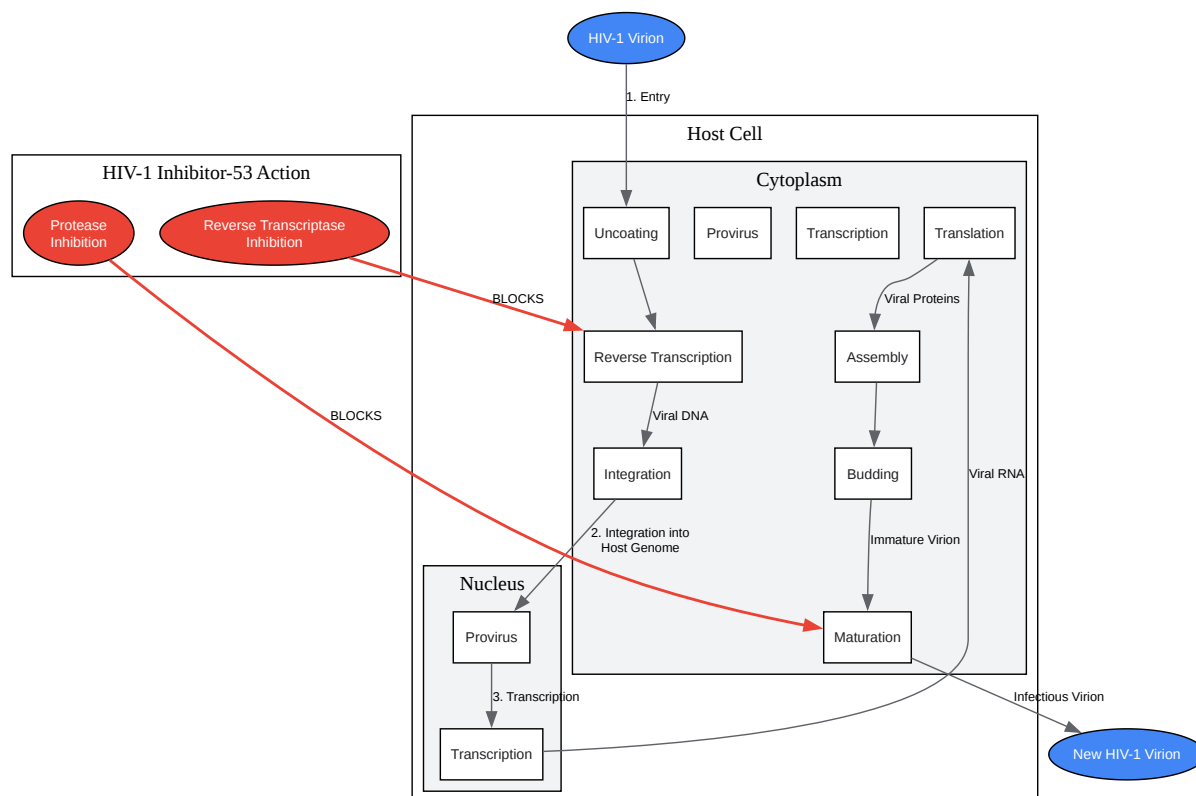 HIV-1 Virion
1. Entry
Host Cell
HIV-1 Inhibitor-53 Action
Protease
Inhibition
Reverse Transcriptase
Inhibition
Cytoplasm
Uncoating
Provirus
Transcription
Translation
BLOCKS
Viral Proteins
Reverse Transcription
Assembly
BLOCKS
Viral DNA
Integration
Budding
Viral RNA
2. Integration into
Host Genome
Immature Virion
Nucleus
Provirus
Maturation
3. Transcription
Infectious Virion
Transcription
New HIV-1 Virion